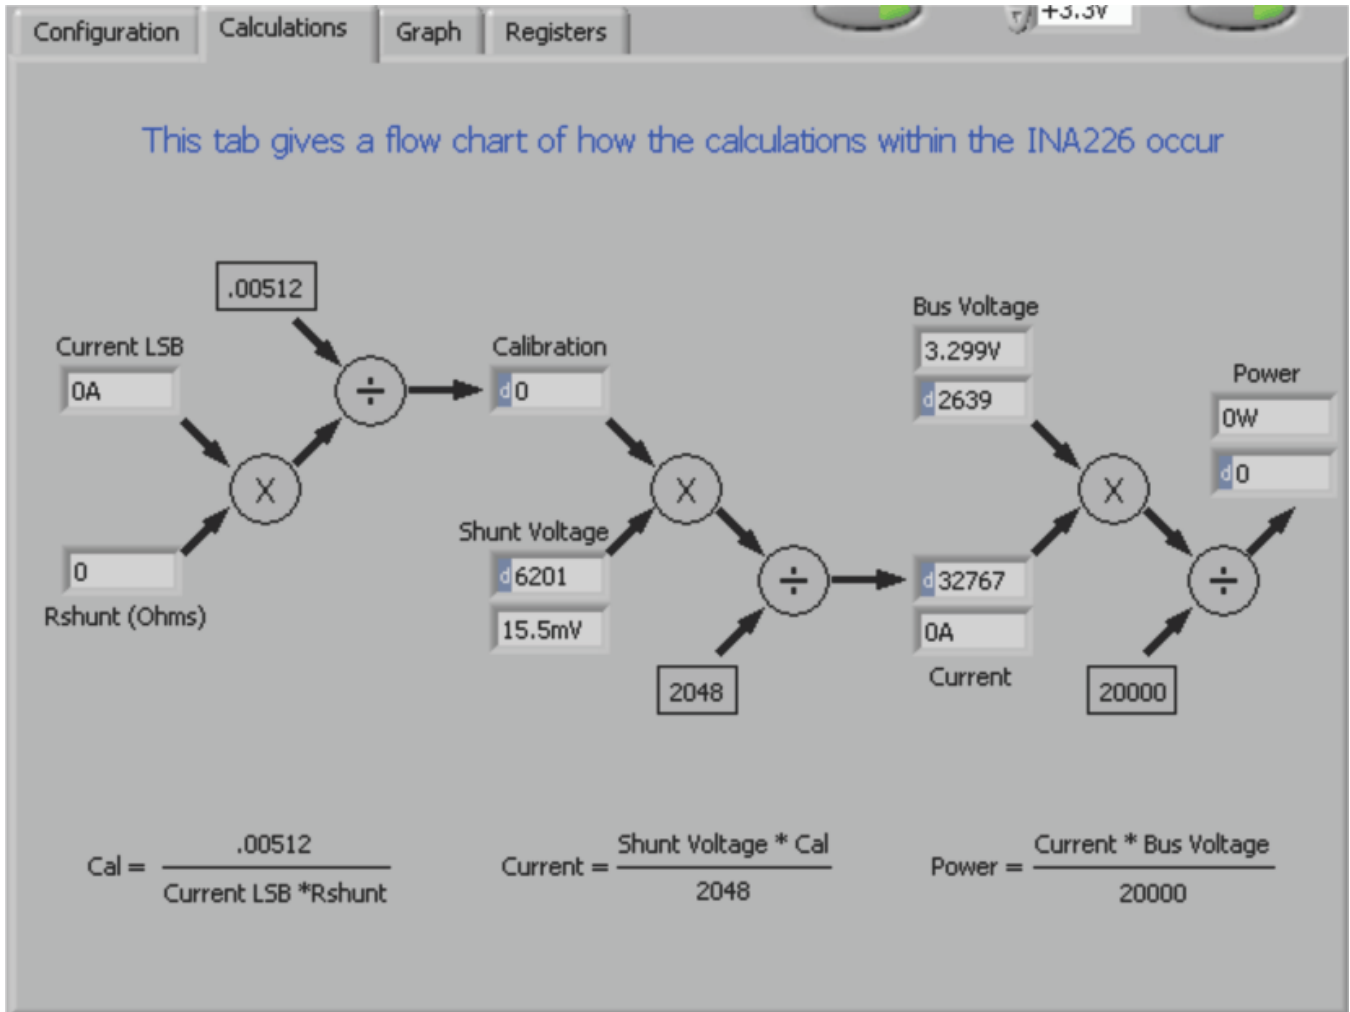 Configuration
Calculations
Graph
Registers
+3.3V
This tab gives a flow chart of how the calculations within the INA226 occur
.00512
Current LSB
0A
÷
X
0
Rshunt (Ohms)
Calibration
d 0
X
Shunt Voltage
d 6201
15.5mV
÷
2048
Bus Voltage
3.299V
d 2639
X
d 32767
0A
Current
÷
20000
Power
0W
d 0
Cal = .00512
Current LSB *Rshunt
Current = Shunt Voltage * Cal
2048
Power = Current * Bus Voltage
20000